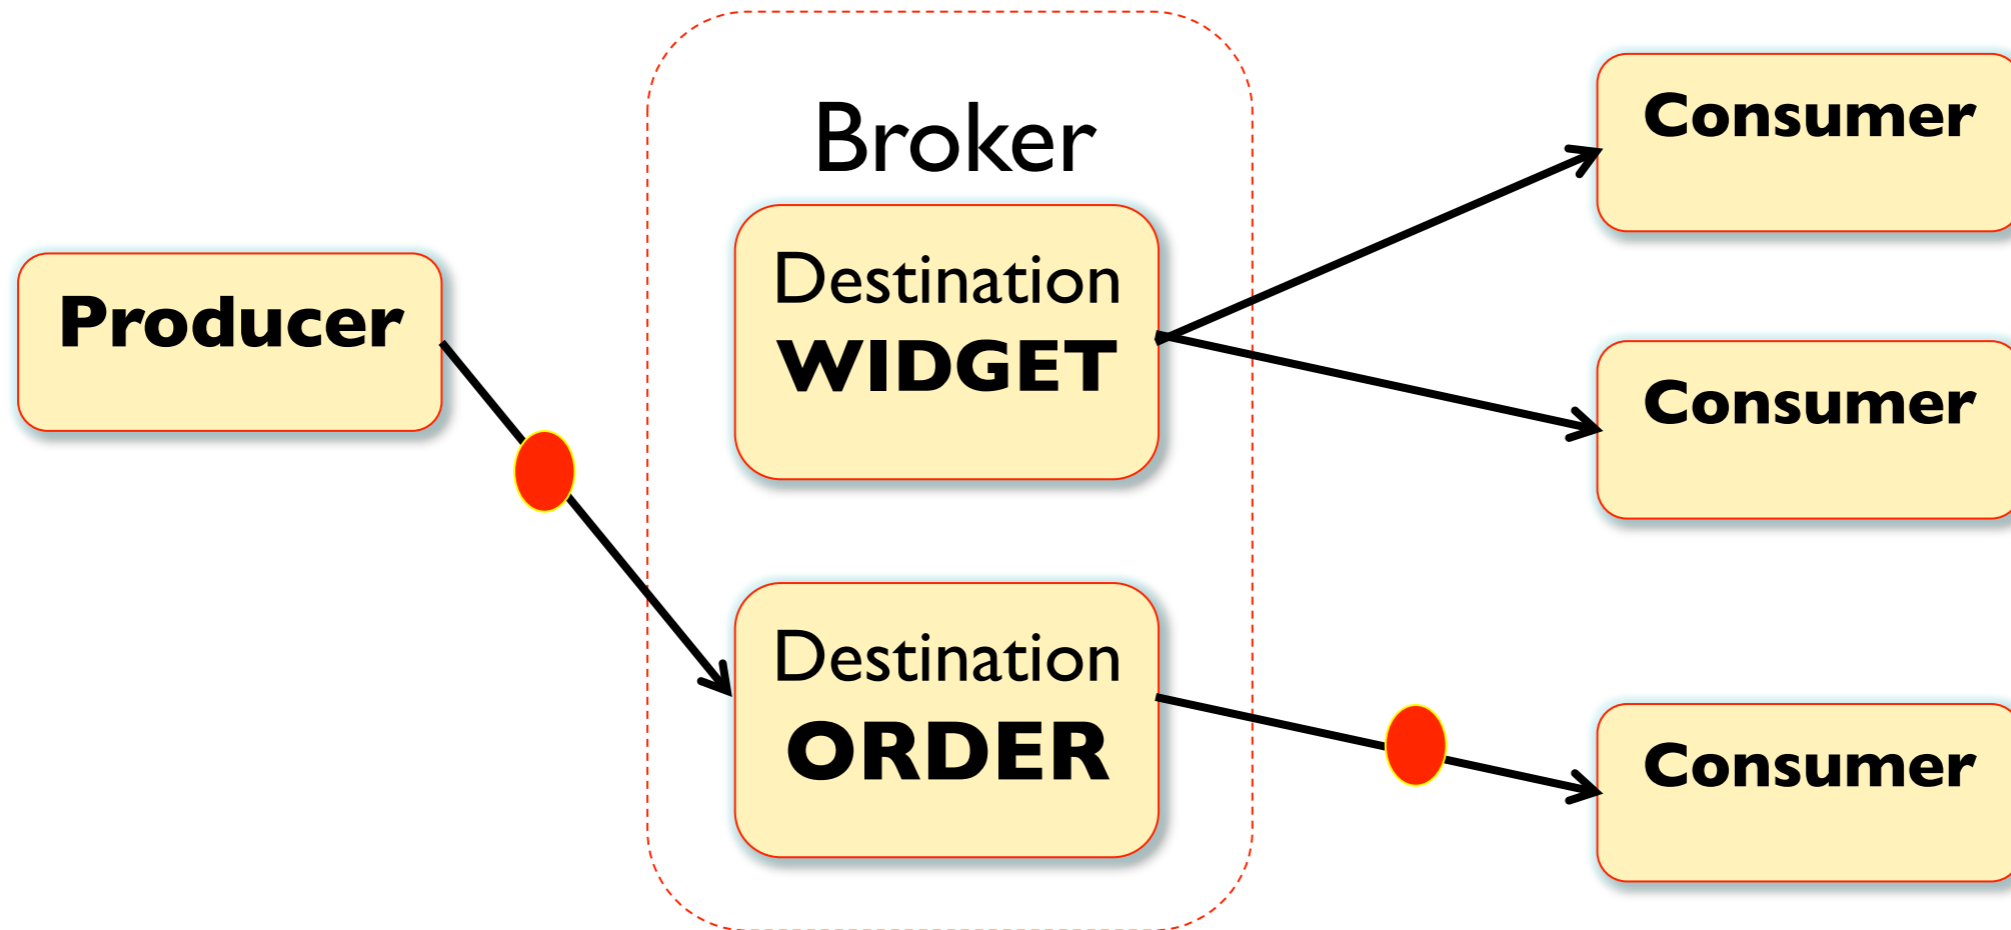 Broker
Producer
Destination
WIDGET
Destination
ORDER
Consumer
Consumer
Consumer